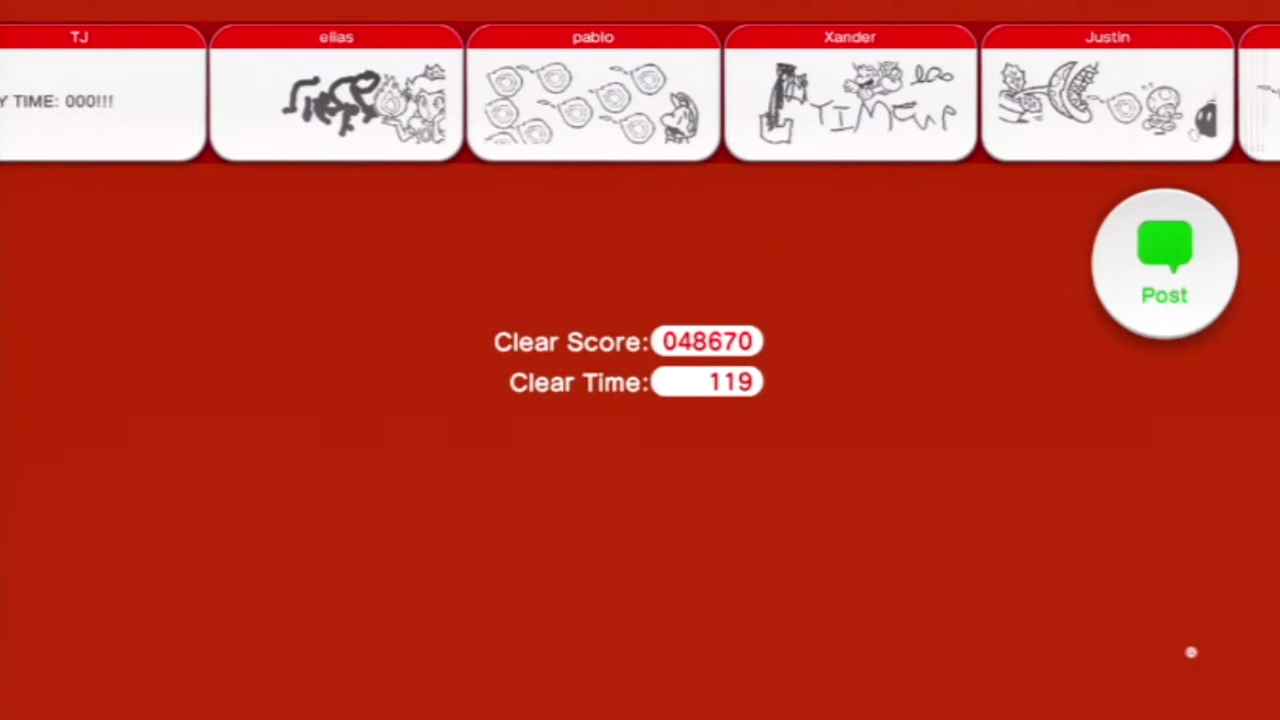 TJ
elias
pablo
Xander
Justin
Y TIME: 000!!!
TIMEUP
Post
Clear Score: 048670
Clear Time: 119